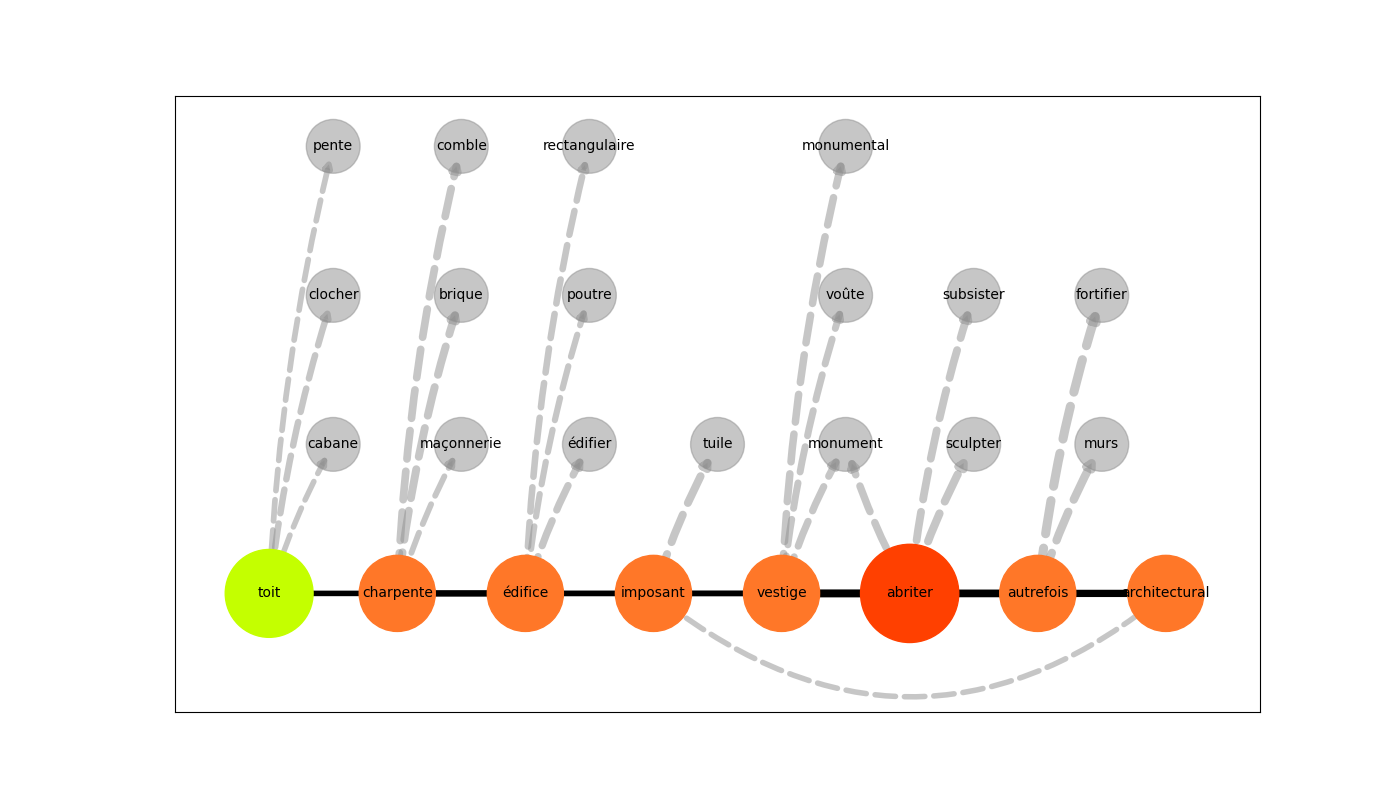 pente comble rectangulaire monumental
clocher brique poutre voûte subsister fortifier
cabane maçonnerie édifier tuile monument sculpter murs
toit charpente édifice imposant vestige abriter autrefois architectural